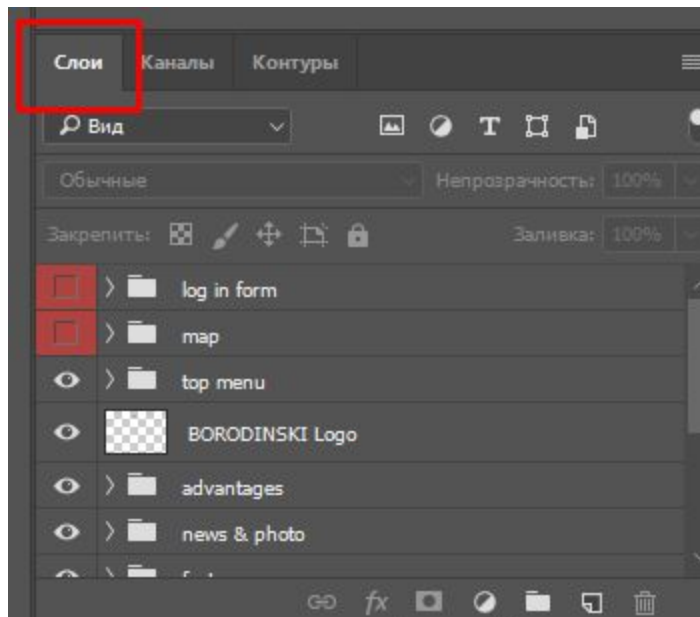 Слои Каналы Контуры
Вид
Обычные Непрозрачность: 100%
Закрепить: Заливка: 100%
log in form
map
top menu
BORODINSKI Logo
advantages
news & photo